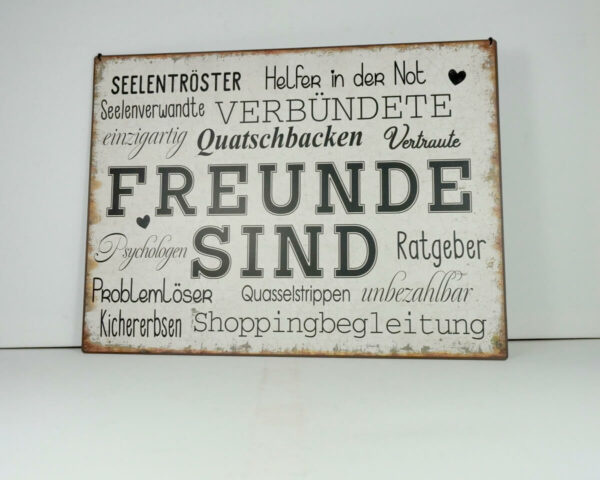 SEELENTRÖSTER Helfer in der Not
Seelenverwandte VERBÜNDETE
einzigartig Quatschbacken Vertraute
FREUNDE
SIND
Psychologen Ratgeber
Problemlöser Quasselstrippen unbezahlbar
Kichererbsen Shoppingbegleitung